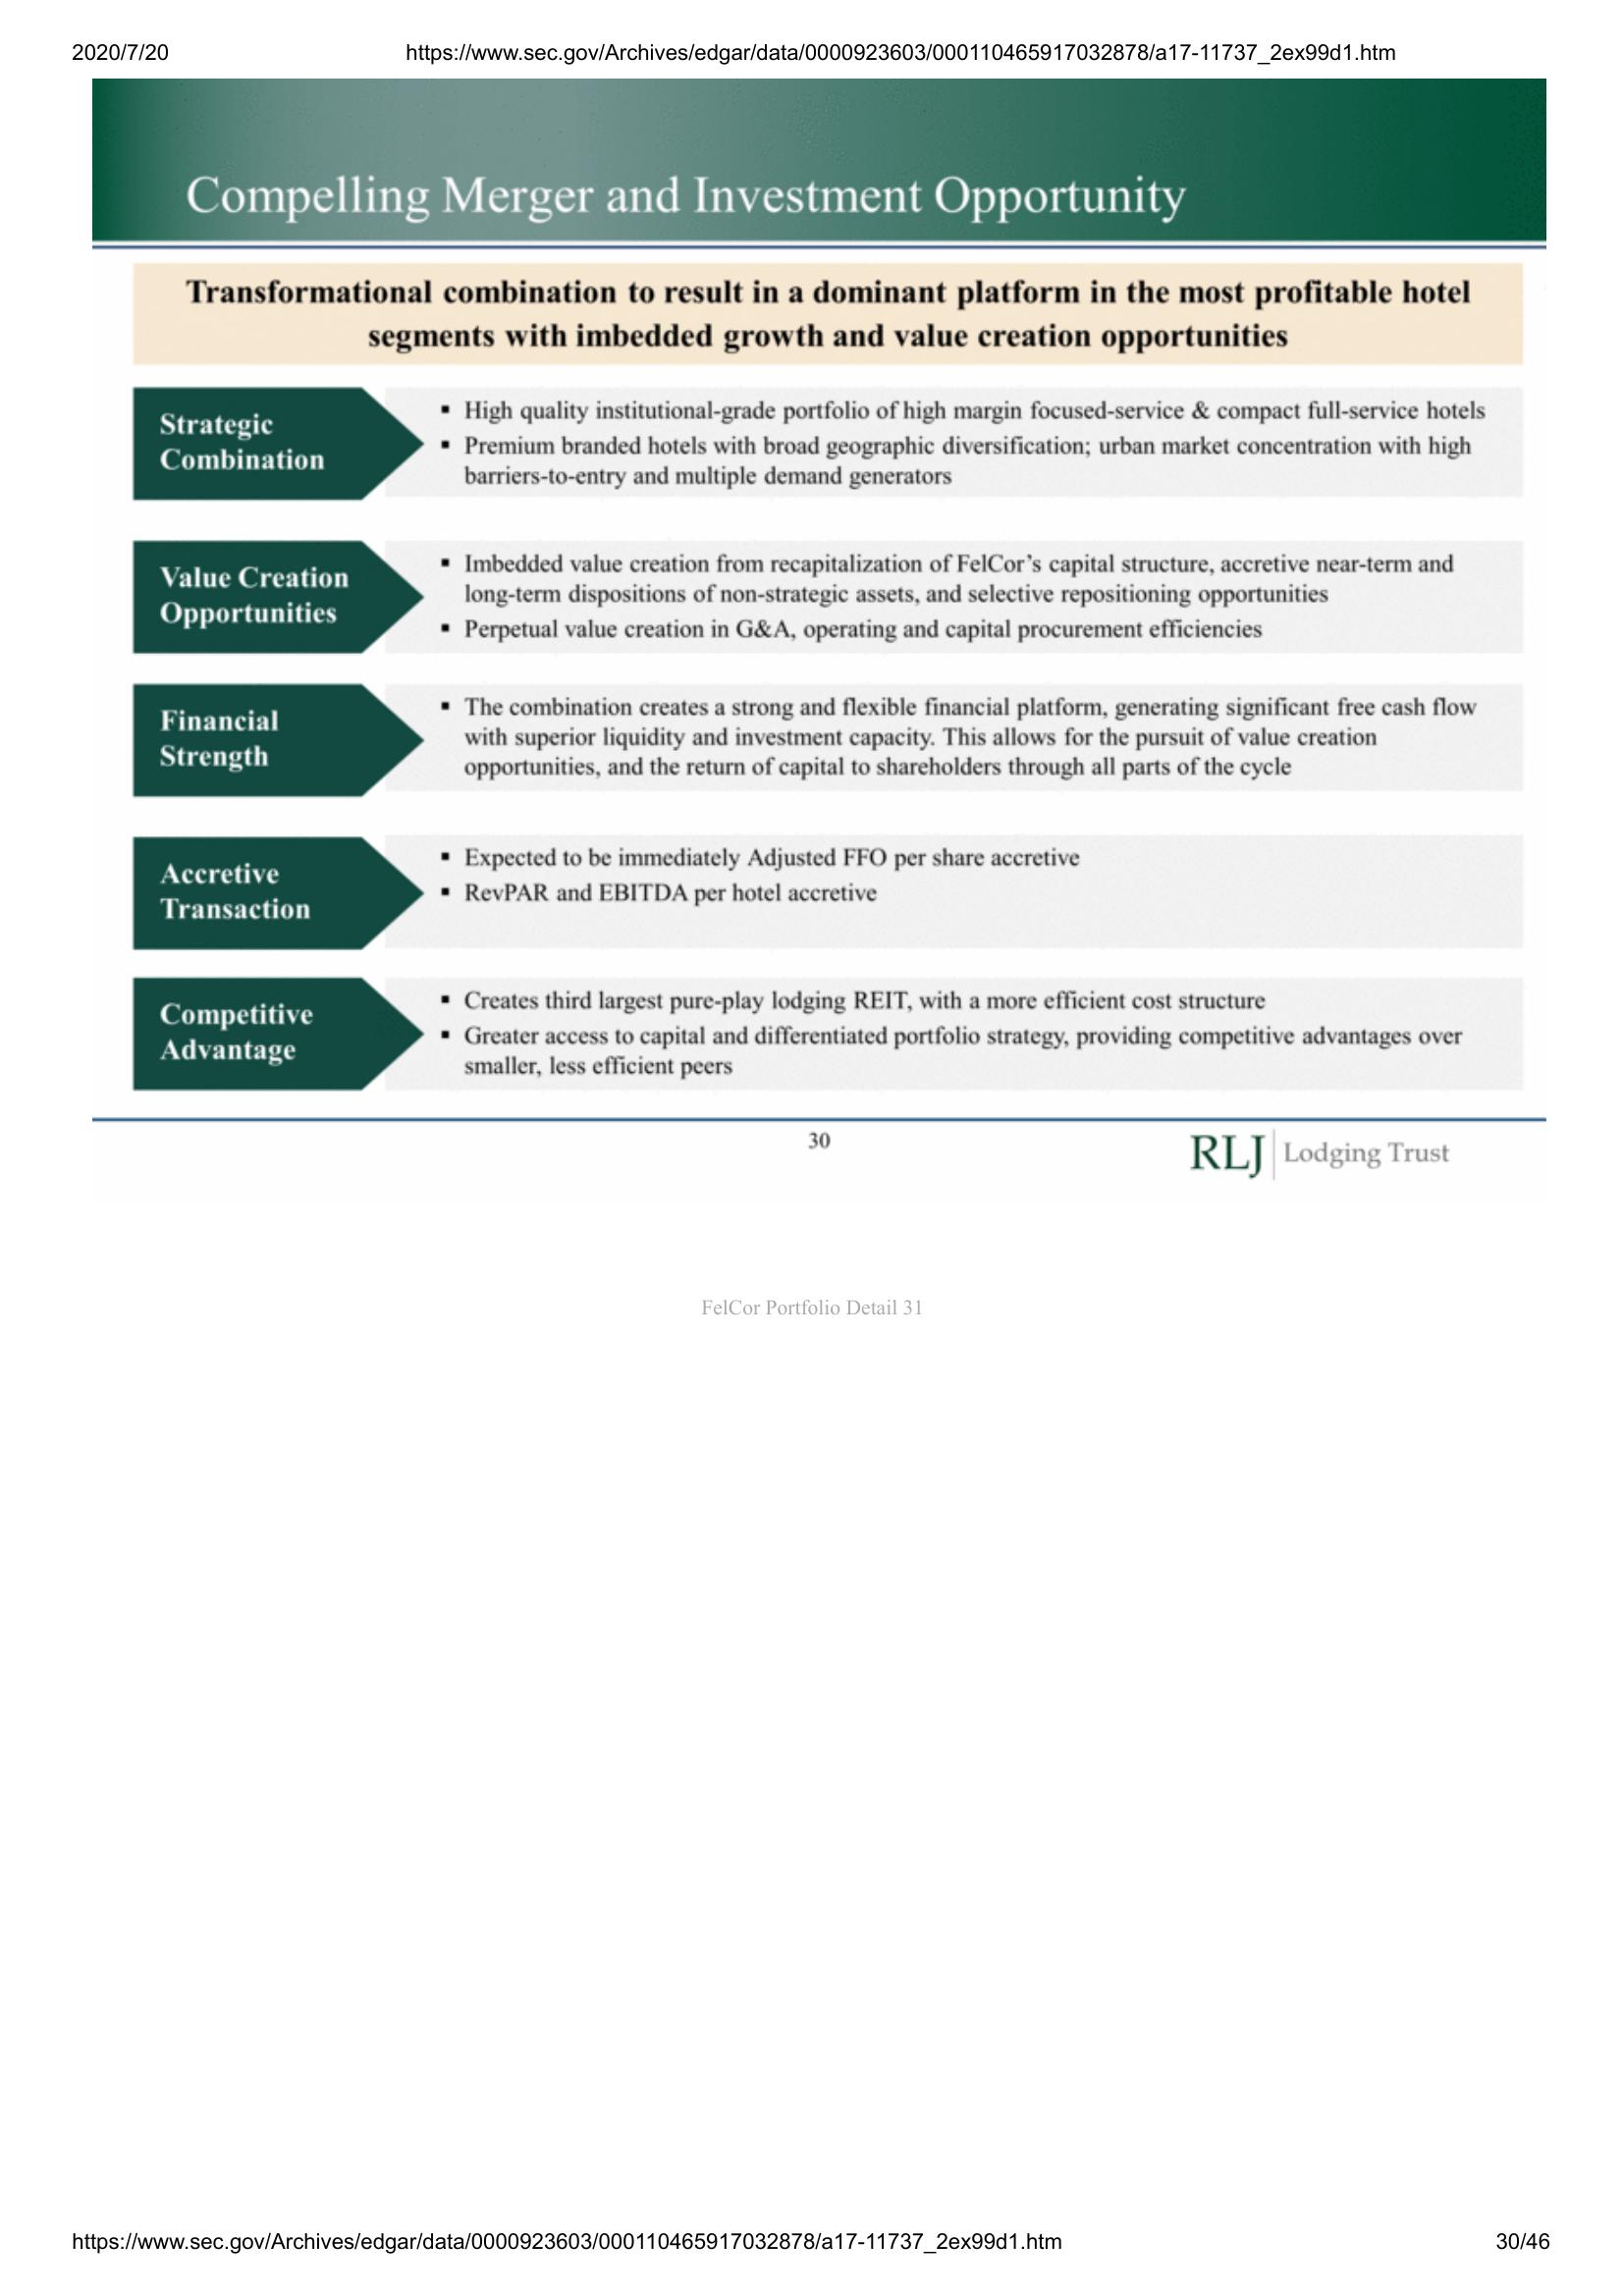 2020/7/20 https://www.sec.gov/Archives/edgar/data/0000923603/000110465917032878/a17-11737_2ex99d1.htm
Compelling Merger and Investment Opportunity
Transformational combination to result in a dominant platform in the most profitable hotel
segments with imbedded growth and value creation opportunities
Strategic
Combination
▪ High quality institutional-grade portfolio of high margin focused-service & compact full-service hotels
▪ Premium branded hotels with broad geographic diversification; urban market concentration with high
barriers-to-entry and multiple demand generators
Value Creation
Opportunities
▪ Imbedded value creation from recapitalization of FelCor’s capital structure, accretive near-term and
long-term dispositions of non-strategic assets, and selective repositioning opportunities
▪ Perpetual value creation in G&A, operating and capital procurement efficiencies
Financial
Strength
▪ The combination creates a strong and flexible financial platform, generating significant free cash flow
with superior liquidity and investment capacity. This allows for the pursuit of value creation
opportunities, and the return of capital to shareholders through all parts of the cycle
Accretive
Transaction
▪ Expected to be immediately Adjusted FFO per share accretive
▪ RevPAR and EBITDA per hotel accretive
Competitive
Advantage
▪ Creates third largest pure-play lodging REIT, with a more efficient cost structure
▪ Greater access to capital and differentiated portfolio strategy, providing competitive advantages over
smaller, less efficient peers
30
RLJ Lodging Trust
FelCor Portfolio Detail 31
https://www.sec.gov/Archives/edgar/data/0000923603/000110465917032878/a17-11737_2ex99d1.htm 30/46